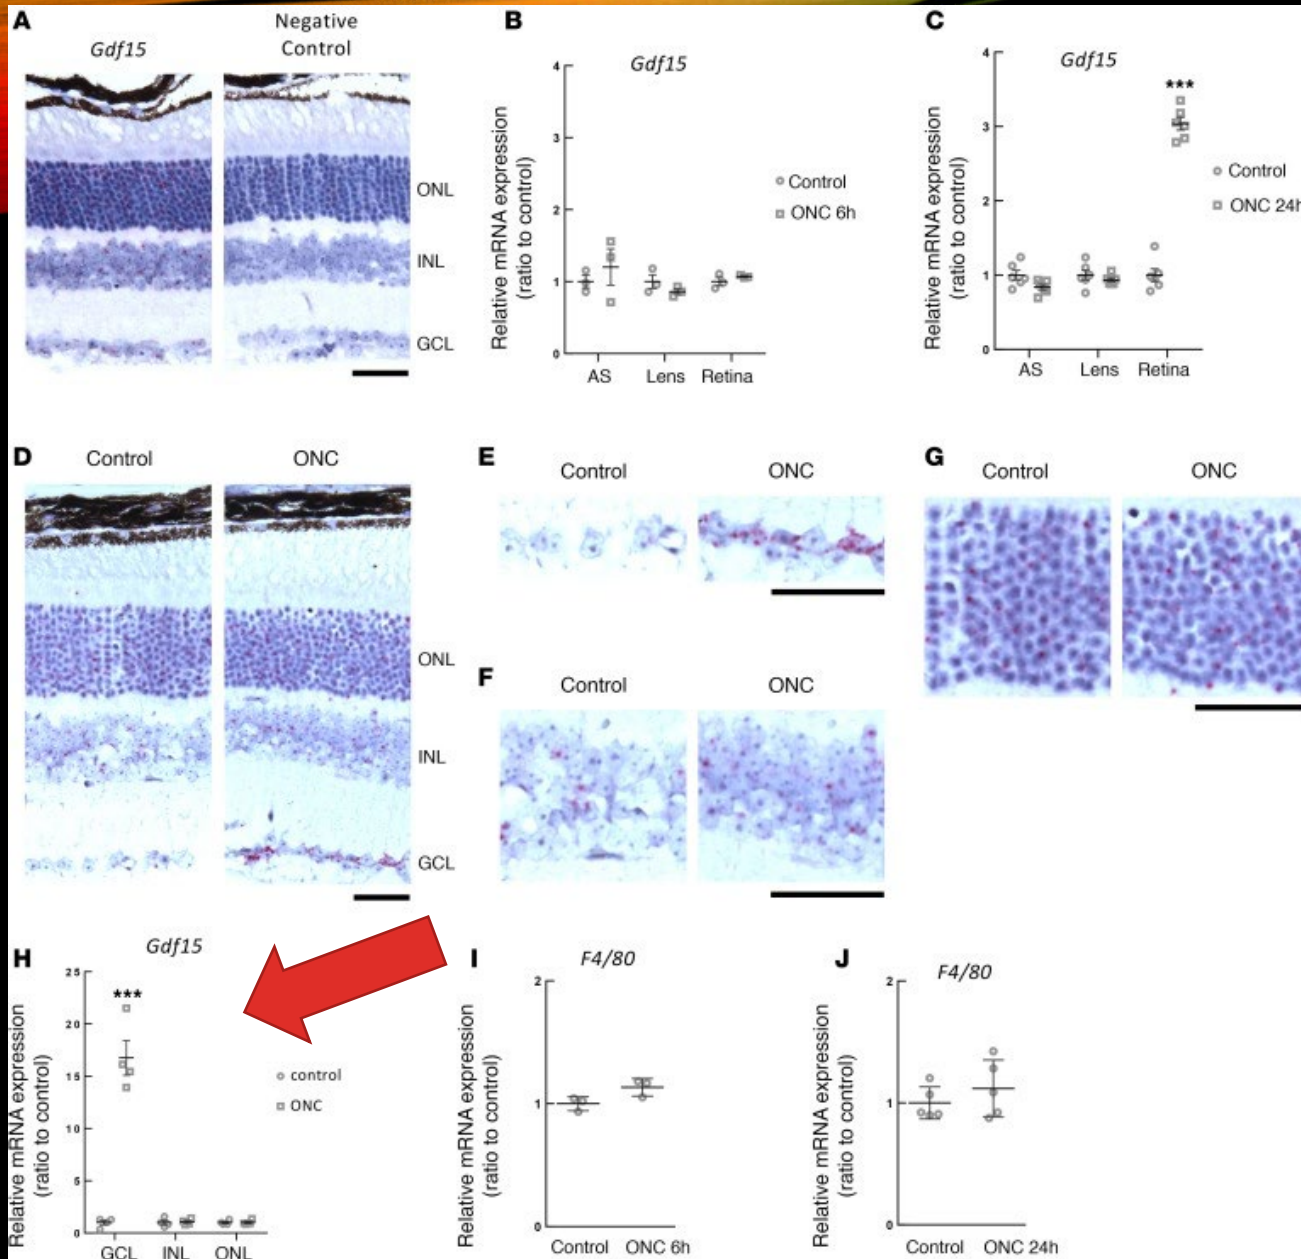 A
Gdf15
Negative
Control
ONL
INL
GCL
B
Gdf15
Relative mRNA expression
(ratio to control)
4
3
2
1
0
AS Lens Retina
Control
ONC 6h
C
Gdf15
***
Relative mRNA expression
(ratio to control)
4
3
2
1
0
AS Lens Retina
Control
ONC 24h
D
Control ONC
ONL
INL
GCL
E
Control ONC
F
Control ONC
G
Control ONC
H
Gdf15
***
Relative mRNA expression
(ratio to control)
25
20
15
10
5
0
GCL INL ONL
control
ONC
I
F4/80
Relative mRNA expression
(ratio to control)
2
1
0
Control ONC 6h
J
F4/80
Relative mRNA expression
(ratio to control)
2
1
0
Control ONC 24h